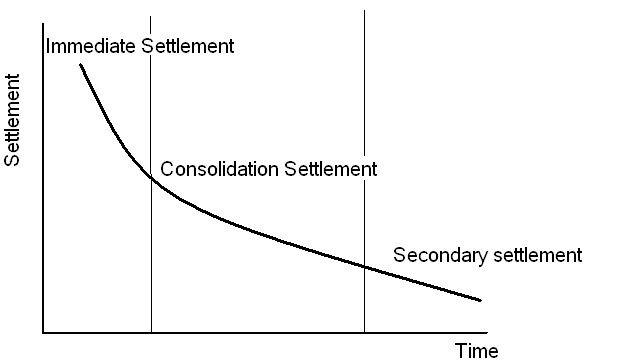 Immediate Settlement
Settlement
Consolidation Settlement
Secondary settlement
Time